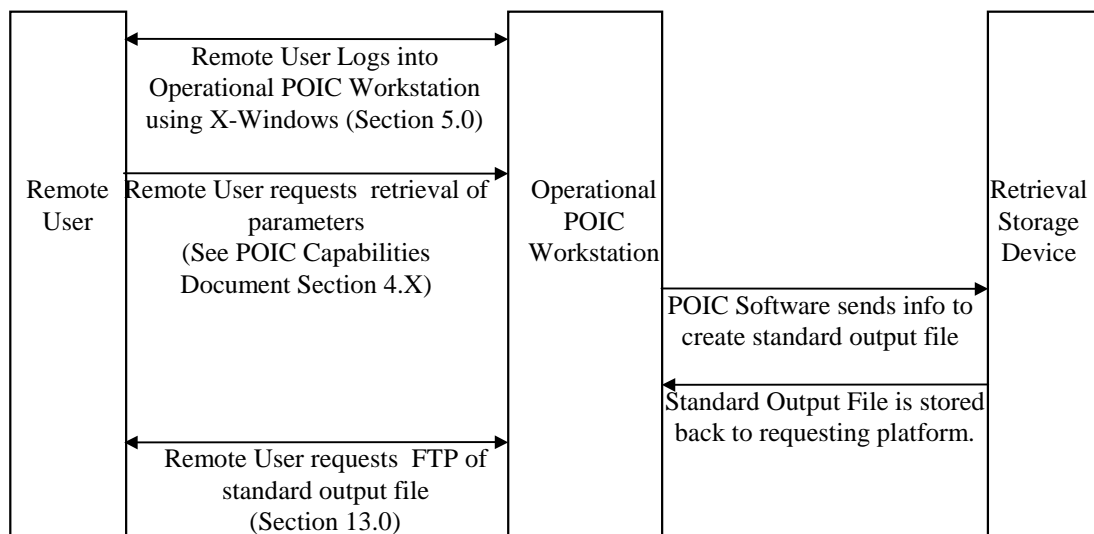 Remote User Logs into
Operational POIC Workstation
using X-Windows (Section 5.0)
Remote
User
Remote User requests retrieval of
parameters
(See POIC Capabilities
Document Section 4.X)
Operational
POIC
Workstation
Retrieval
Storage
Device
POIC Software sends info to
create standard output file
Standard Output File is stored
back to requesting platform.
Remote User requests FTP of
standard output file
(Section 13.0)